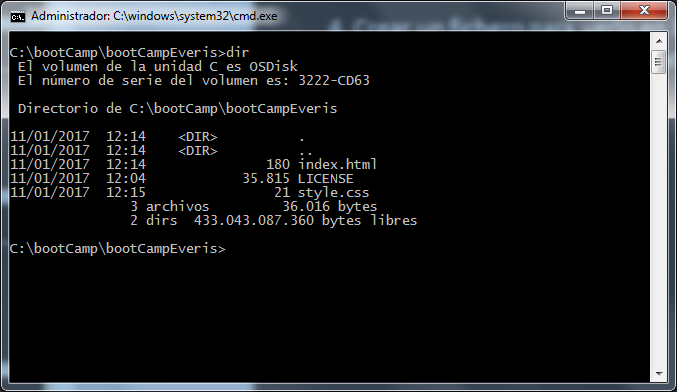 Administrador: C:\windows\system32\cmd.exe
C:\bootCamp\bootCampEveris>dir
El volumen de la unidad C es OSDisk
El número de serie del volumen es: 3222-CD63
Directorio de C:\bootCamp\bootCampEveris
11/01/2017  12:14    <DIR>          .
11/01/2017  12:14    <DIR>          ..
11/01/2017  12:14               180 index.html
11/01/2017  12:04            35.815 LICENSE
11/01/2017  12:15                21 style.css
3 archivos         36.016 bytes
2 dirs  433.043.087.360 bytes libres
C:\bootCamp\bootCampEveris>